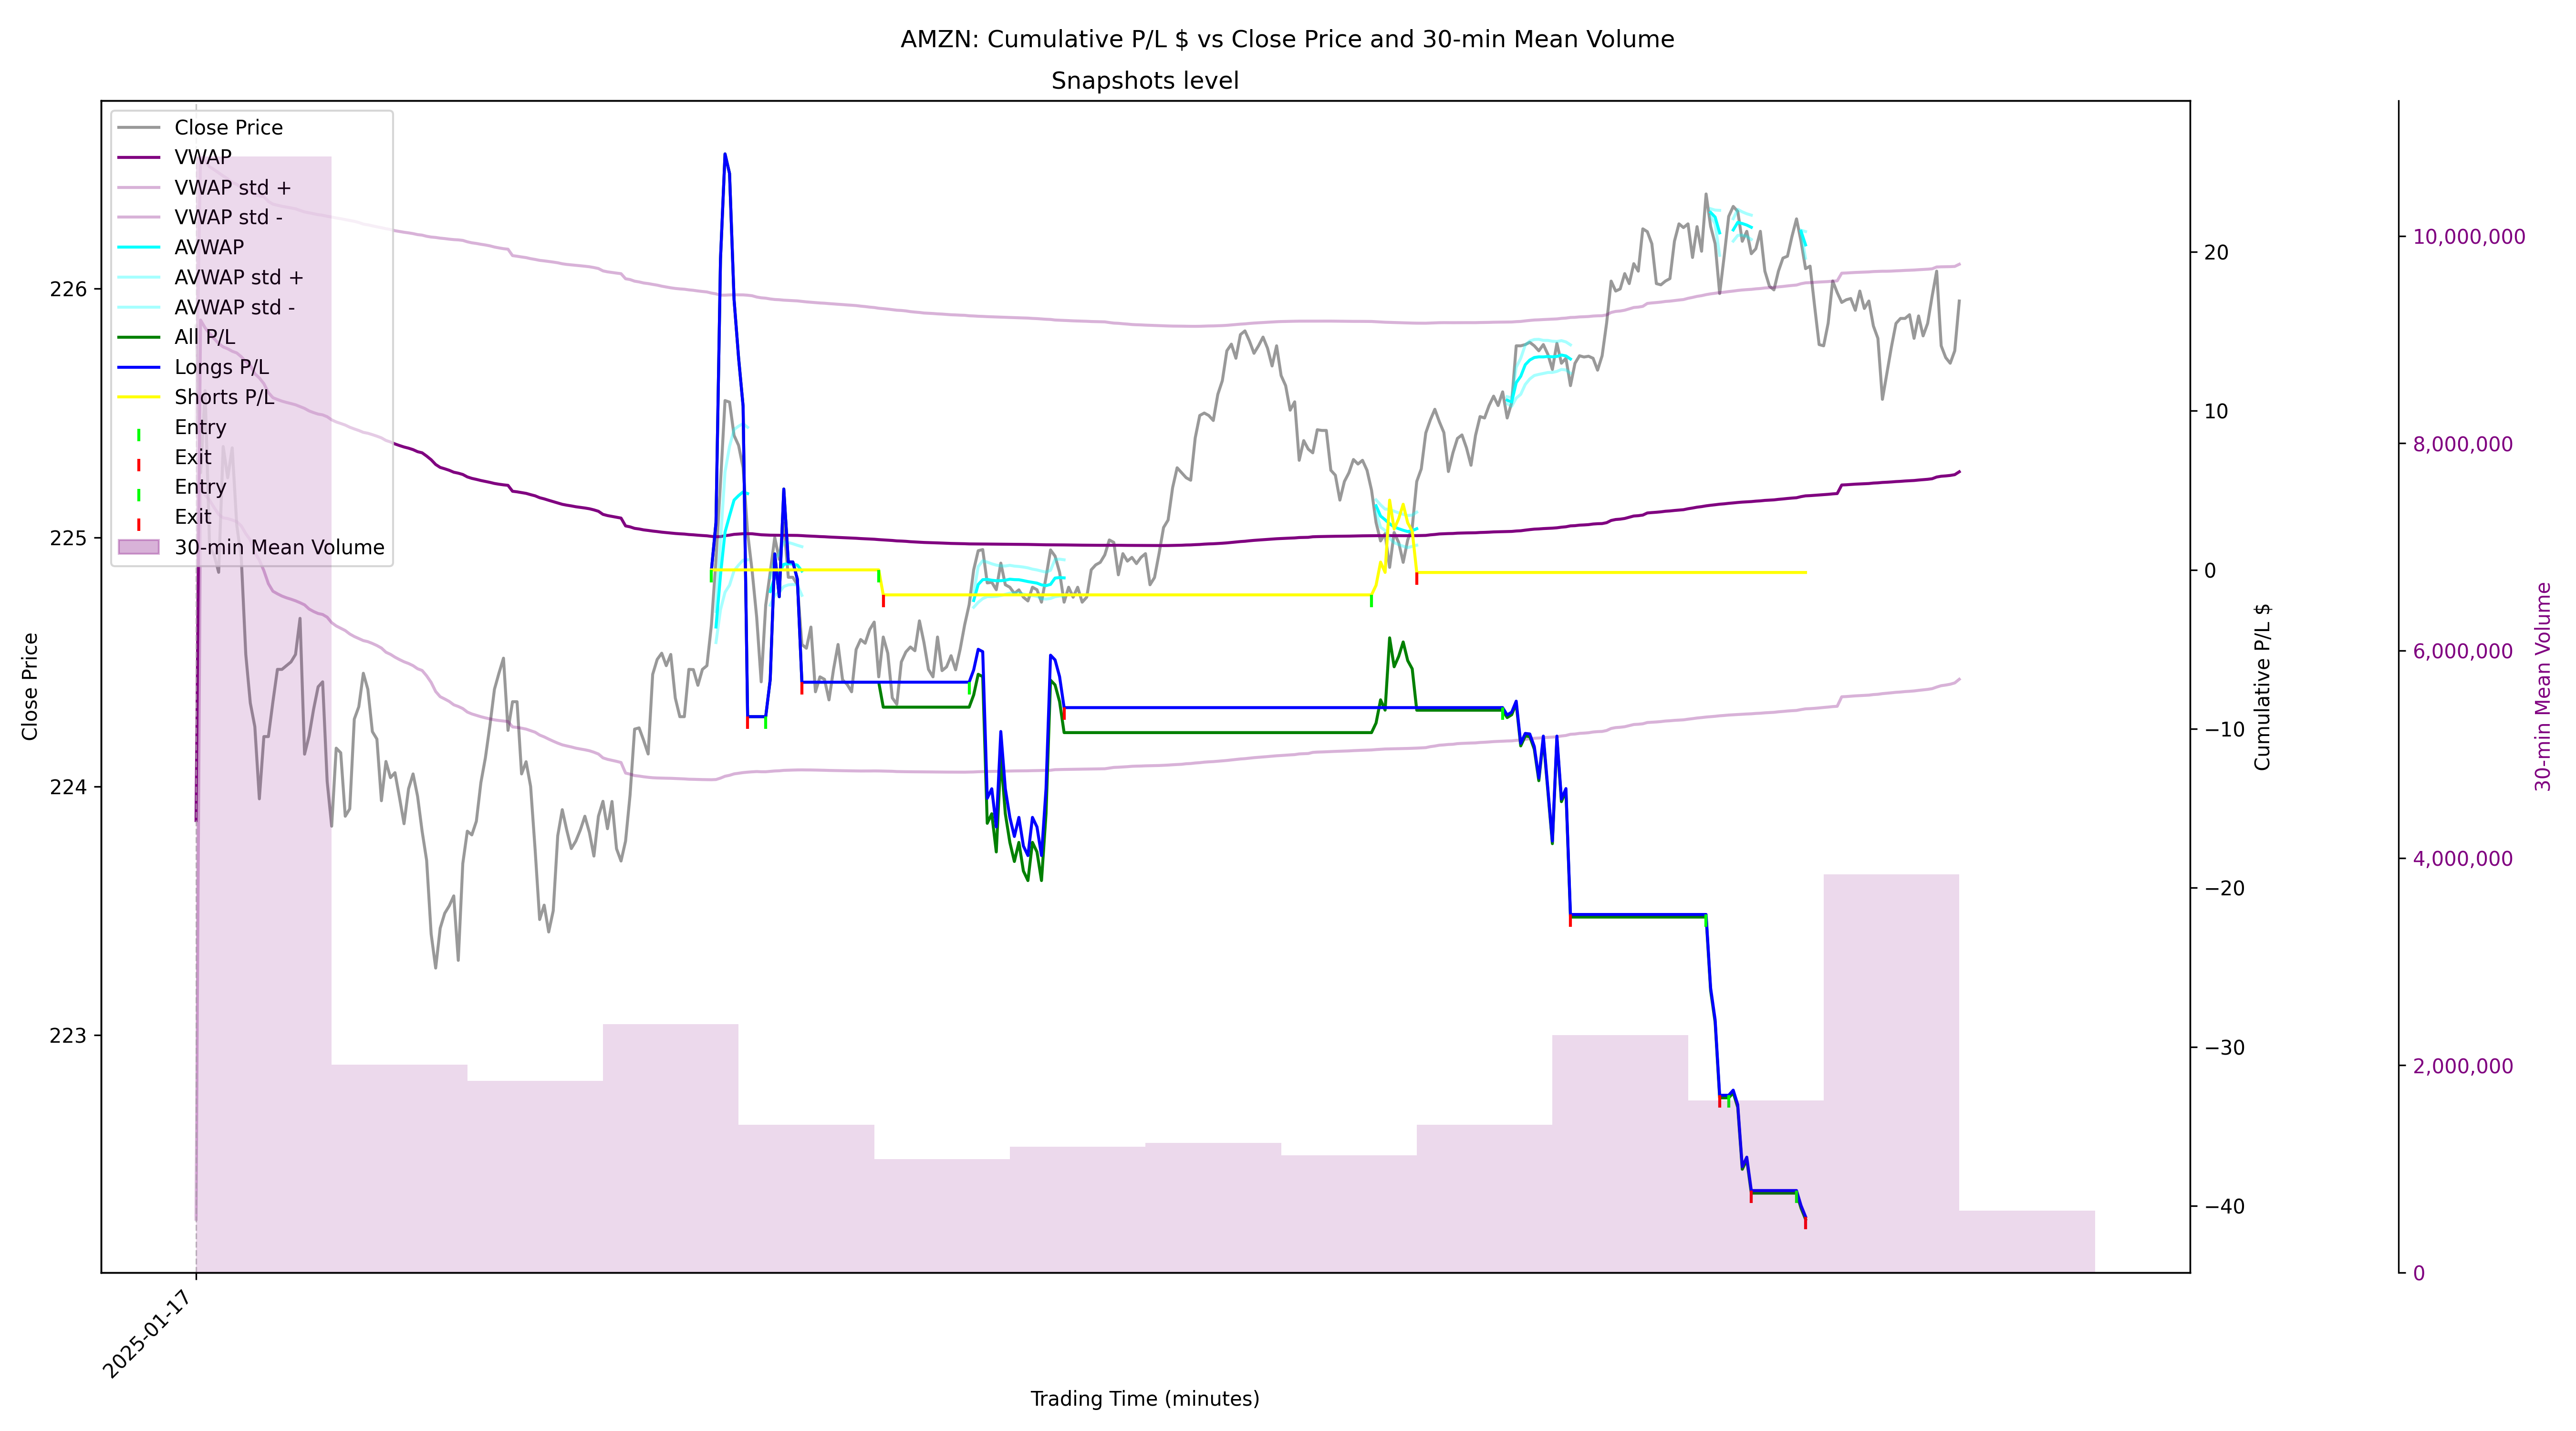 AMZN: Cumulative P/L $ vs Close Price and 30-min Mean Volume
Snapshots level
Close Price
VWAP
VWAP std +
VWAP std -
AVWAP
AVWAP std +
AVWAP std -
All P/L
Longs P/L
Shorts P/L
Entry
Exit
Entry
Exit
30-min Mean Volume
226
225
224
223
Close Price
20
10
0
−10
−20
−30
−40
Cumulative P/L $
10,000,000
8,000,000
6,000,000
4,000,000
2,000,000
0
30-min Mean Volume
2025-01-17
Trading Time (minutes)